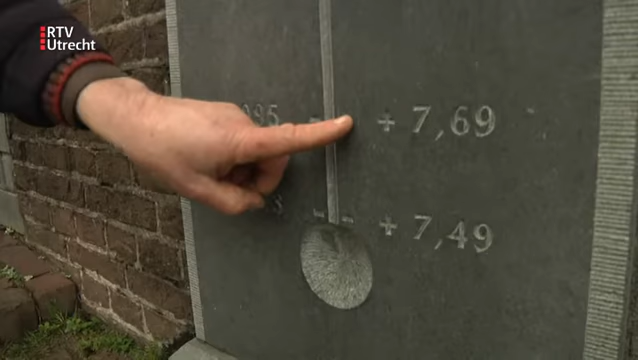 RTV
Utrecht
- + 7,69
- - + 7,49